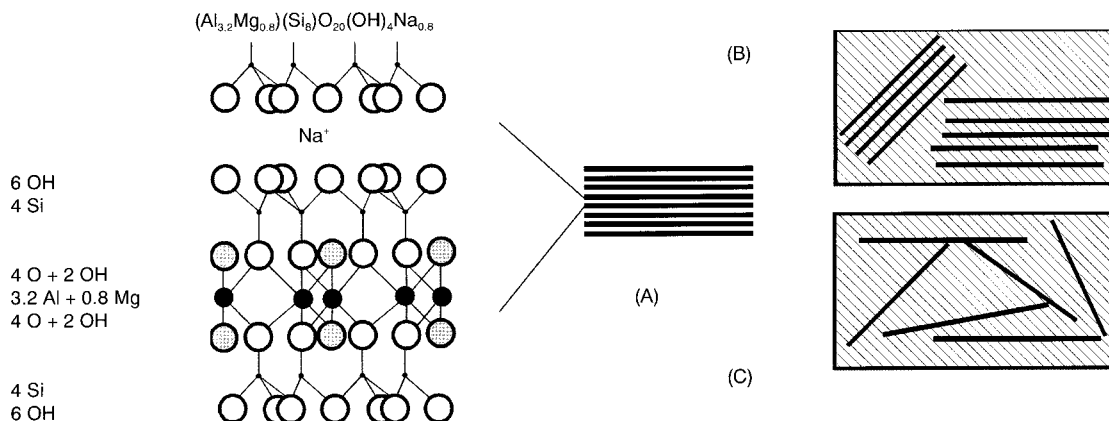 (Al₃.₂Mg₀.₈)(Si₈)O₂₀(OH)₄Na₀.₈
(B)
Na⁺
6 OH
4 Si
4 O + 2 OH
3.2 Al + 0.8 Mg
4 O + 2 OH
(A)
(C)
4 Si
6 OH